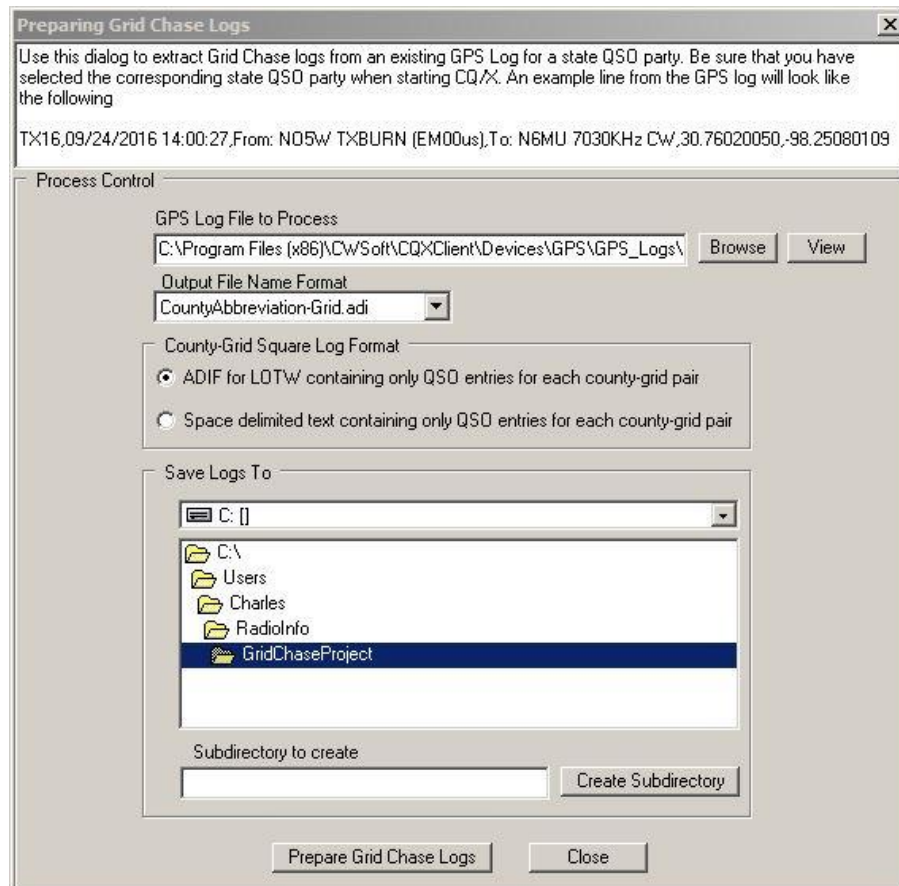 Preparing Grid Chase Logs
Use this dialog to extract Grid Chase logs from an existing GPS Log for a state QSO party. Be sure that you have
selected the corresponding state QSO party when starting CQ/X. An example line from the GPS log will look like
the following
TX16,09/24/2016 14:00:27,From: NO5W TXBURN (EM00us),To: N6MU 7030KHz CW,30.76020050,-98.25080109
Process Control
GPS Log File to Process
C:\Program Files (x86)\CWSoft\CQXClient\Devices\GPS\GPS_Logs\
Browse
View
Output File Name Format
CountyAbbreviation-Grid.adi
County-Grid Square Log Format
ADIF for LOTW containing only QSO entries for each county-grid pair
Space delimited text containing only QSO entries for each county-grid pair
Save Logs To
C: []
C:\
Users
Charles
RadioInfo
GridChaseProject
Subdirectory to create
Create Subdirectory
Prepare Grid Chase Logs
Close